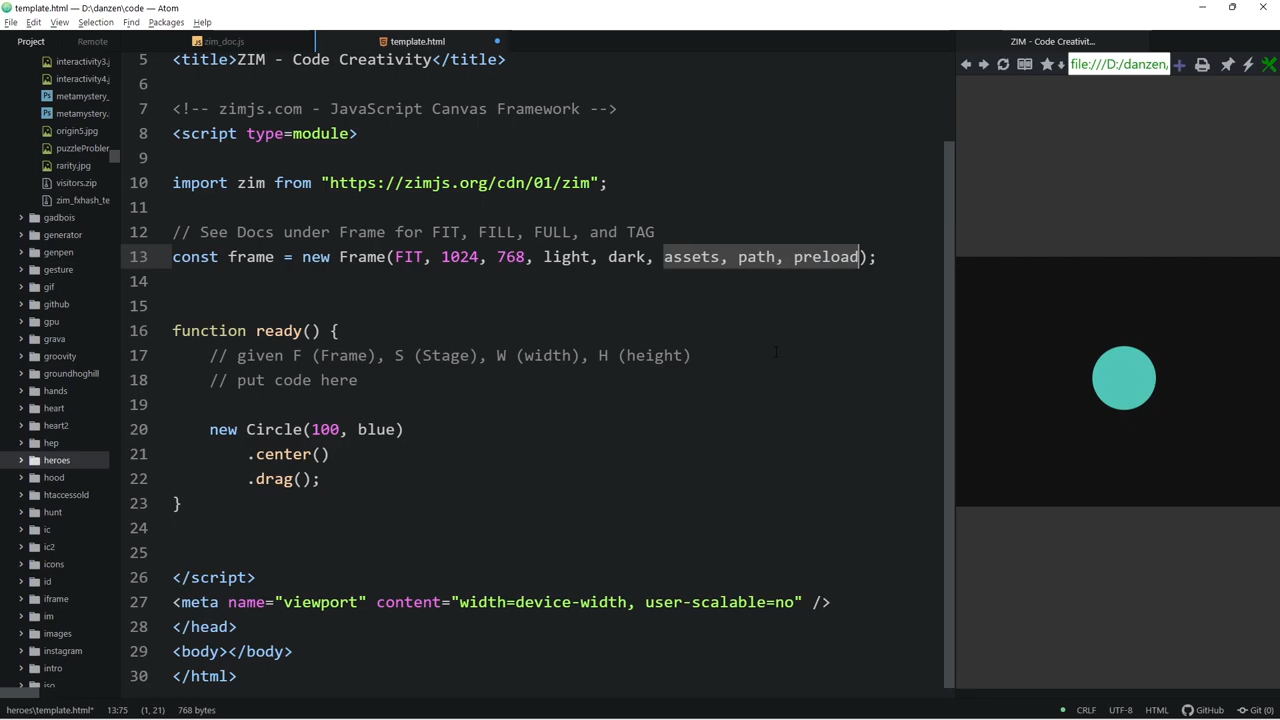 template.html — D:\danzen\code — Atom
File Edit View Selection Find Packages Help
Project Remote
zim_doc.js
template.html
ZIM - Code Creativit...
file:///D:/danzen/
interactivity3.j
interactivity4.j
metamystery_
metamystery.
origin5.jpg
puzzleProbler
rarity.jpg
visitors.zip
zim_fxhash_te
gadbois
generator
genpen
gesture
gif
github
gpu
grava
groovity
groundhoghill
hands
heart
heart2
hep
heroes
hood
htaccessold
hunt
ic
ic2
icons
id
iframe
im
images
instagram
intro
iso
5 <title>ZIM - Code Creativity</title>
6
7 <!-- zimjs.com - JavaScript Canvas Framework -->
8 <script type=module>
9
10 import zim from "https://zimjs.org/cdn/01/zim";
11
12 // See Docs under Frame for FIT, FILL, FULL, and TAG
13 const frame = new Frame(FIT, 1024, 768, light, dark, assets, path, preload);
14
15
16 function ready() {
17 // given F (Frame), S (Stage), W (width), H (height)
18 // put code here
19
20 new Circle(100, blue)
21 .center()
22 .drag();
23 }
24
25
26 </script>
27 <meta name="viewport" content="width=device-width, user-scalable=no" />
28 </head>
29 <body></body>
30 </html>
heroes\template.html* 13:75 (1, 21) 768 bytes
CRLF UTF-8 HTML GitHub Git (0)